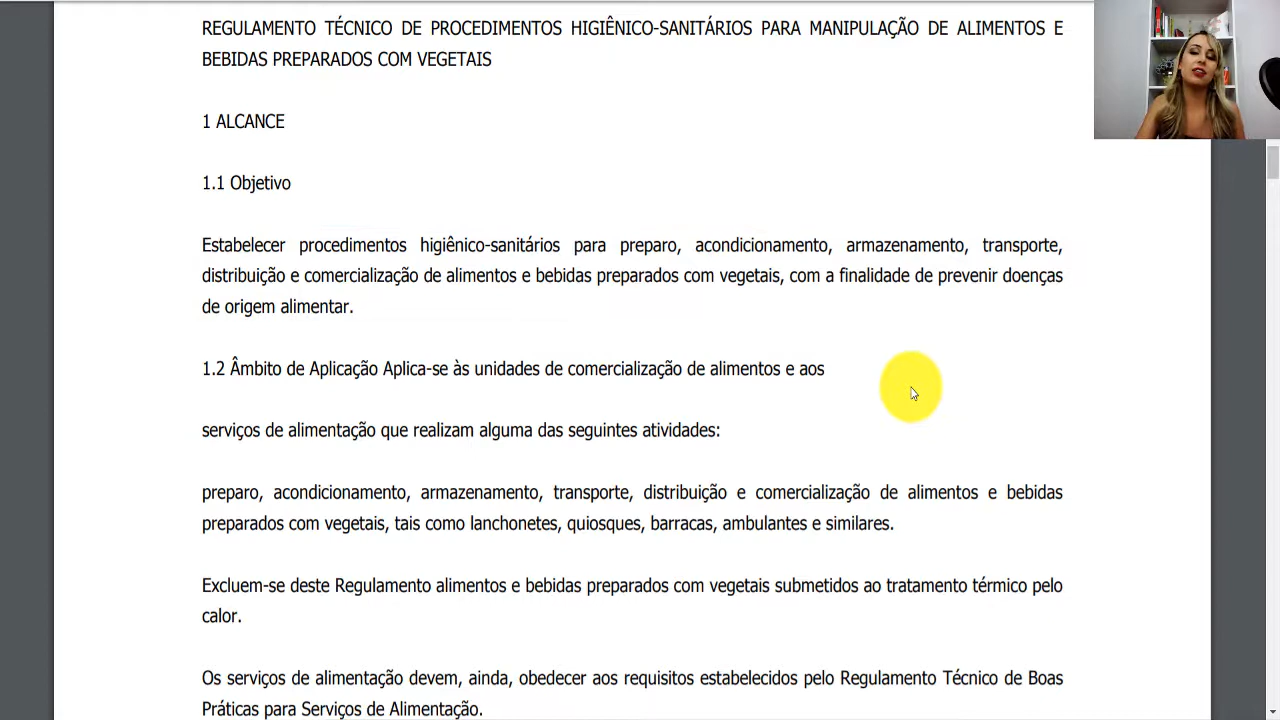 REGULAMENTO TÉCNICO DE PROCEDIMENTOS HIGIÊNICO-SANITÁRIOS PARA MANIPULAÇÃO DE ALIMENTOS E
BEBIDAS PREPARADOS COM VEGETAIS
1 ALCANCE
1.1 Objetivo
Estabelecer procedimentos higiênico-sanitários para preparo, acondicionamento, armazenamento, transporte,
distribuição e comercialização de alimentos e bebidas preparados com vegetais, com a finalidade de prevenir doenças
de origem alimentar.
1.2 Âmbito de Aplicação Aplica-se às unidades de comercialização de alimentos e aos
serviços de alimentação que realizam alguma das seguintes atividades:
preparo, acondicionamento, armazenamento, transporte, distribuição e comercialização de alimentos e bebidas
preparados com vegetais, tais como lanchonetes, quiosques, barracas, ambulantes e similares.
Excluem-se deste Regulamento alimentos e bebidas preparados com vegetais submetidos ao tratamento térmico pelo
calor.
Os serviços de alimentação devem, ainda, obedecer aos requisitos estabelecidos pelo Regulamento Técnico de Boas
Práticas para Serviços de Alimentação.